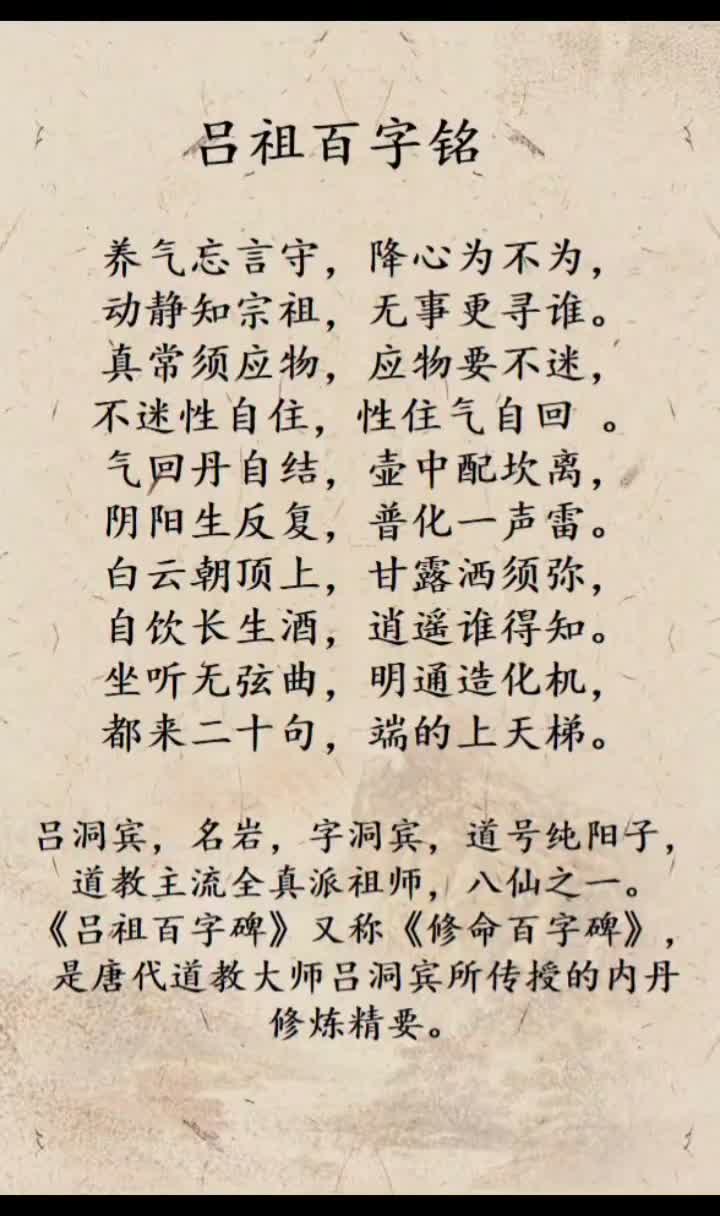 吕祖百字铭
养气忘言守，降心为不为，
动静知宗祖，无事更寻谁。
真常须应物，应物要不迷，
不迷性自住，性住气自回 。
气回丹自结，壶中配坎离，
阴阳生反复，普化一声雷。
白云朝顶上，甘露洒须弥，
自饮长生酒，逍遥谁得知。
坐听无弦曲，明通造化机，
都来二十句，端的上天梯。
吕洞宾，名岩，字洞宾，道号纯阳子，
道教主流全真派祖师，八仙之一。
《吕祖百字碑》又称《修命百字碑》，
是唐代道教大师吕洞宾所传授的内丹
修炼精要。